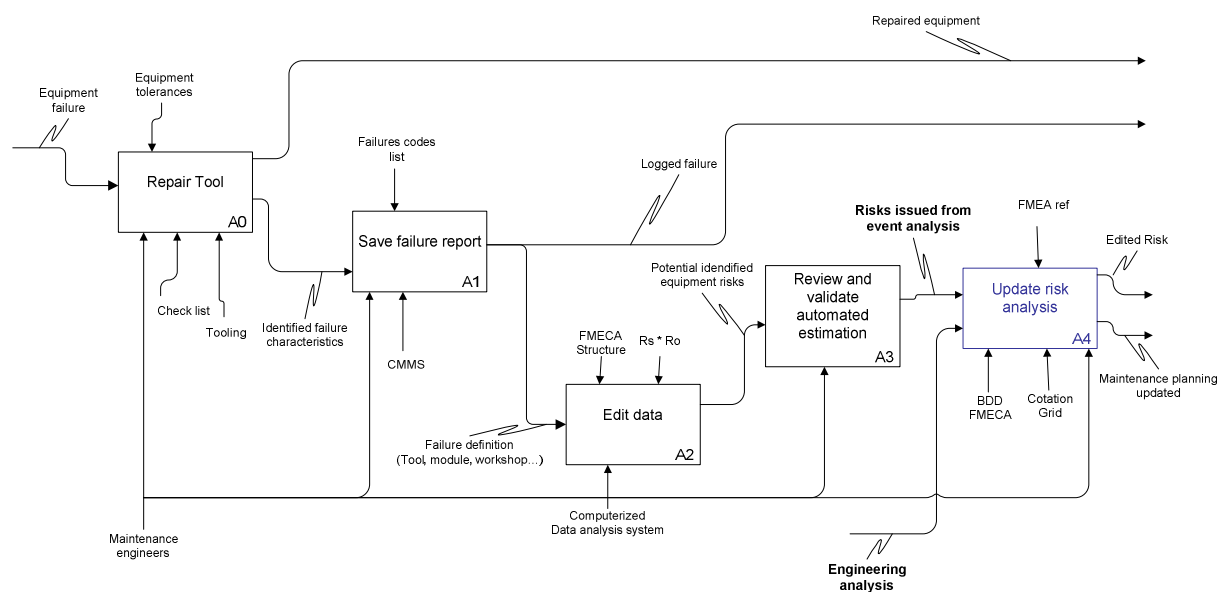 Repaired equipment
Equipment
failure
Equipment
tolerances
Repair Tool
A0
Check list
Tooling
Identified failure
characteristics
Failures codes
list
Save failure report
A1
CMMS
Logged failure
Failure definition
(Tool, module, workshop...)
FMECA
Structure
Rs * Ro
Edit data
A2
Computerized
Data analysis system
Potential idenified
equipment risks
Review and
validate
automated
estimation
A3
Risks issued from
event analysis
FMEA ref
Update risk
analysis
A4
Edited Risk
Maintenance planning
updated
BDD
FMECA
Cotation
Grid
Maintenance
engineers
Engineering
analysis